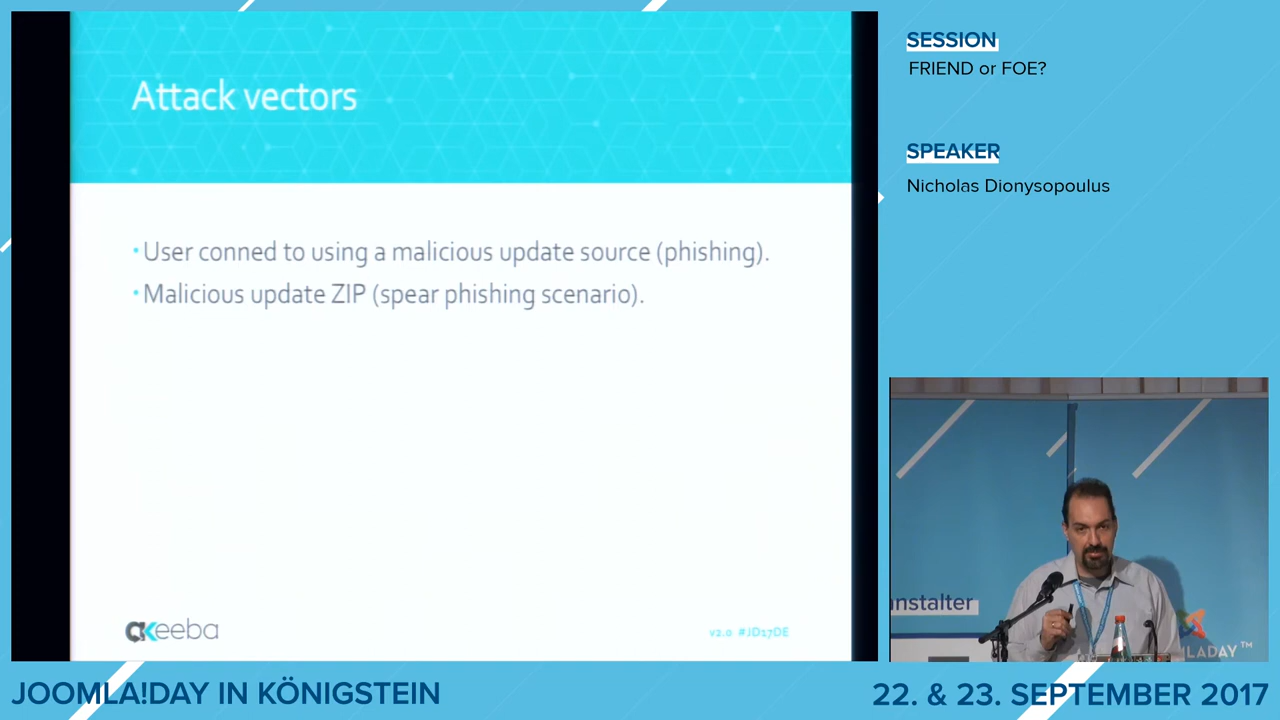 Attack vectors
• User conned to using a malicious update source (phishing).
• Malicious update ZIP (spear phishing scenario).
akeeba
v2.0 #JD17DE
SESSION
FRIEND or FOE?
SPEAKER
Nicholas Dionysopoulus
nstalter
LADAY™
JOOMLA!DAY IN KÖNIGSTEIN
22. & 23. SEPTEMBER 2017